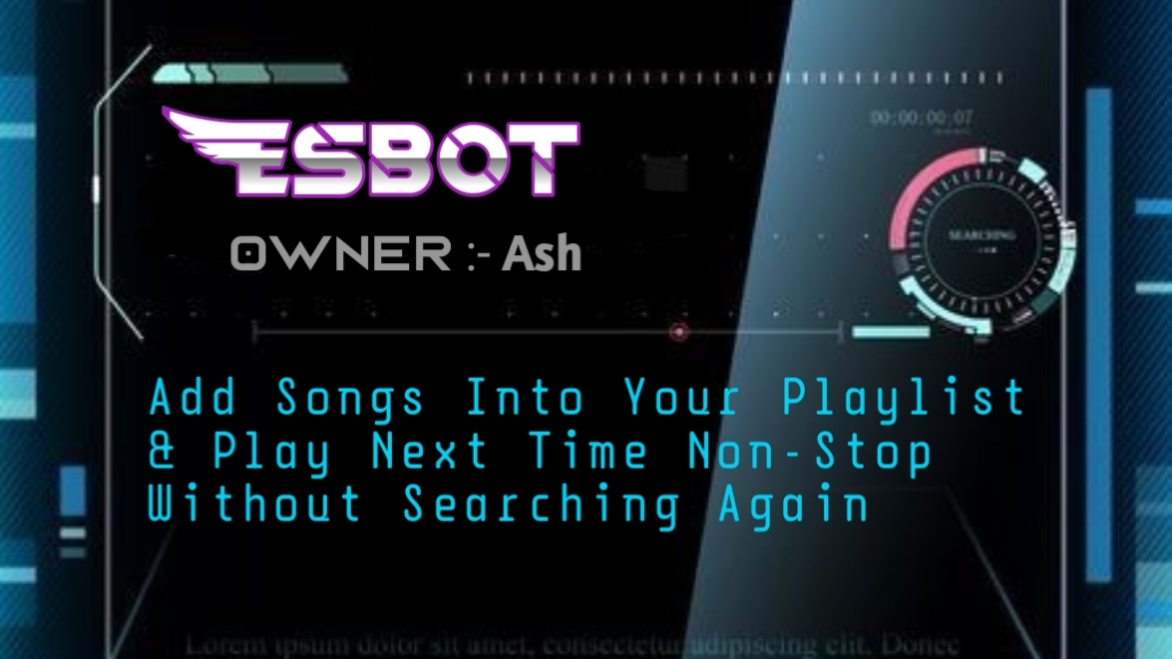 00:00:00:07
ESBOT
SEARCHING
OWNER :- Ash
Add Songs Into Your Playlist
& Play Next Time Non-Stop
Without Searching Again
Lorem ipsum dolor sit amet, consectetur adipiscing elit. Donec